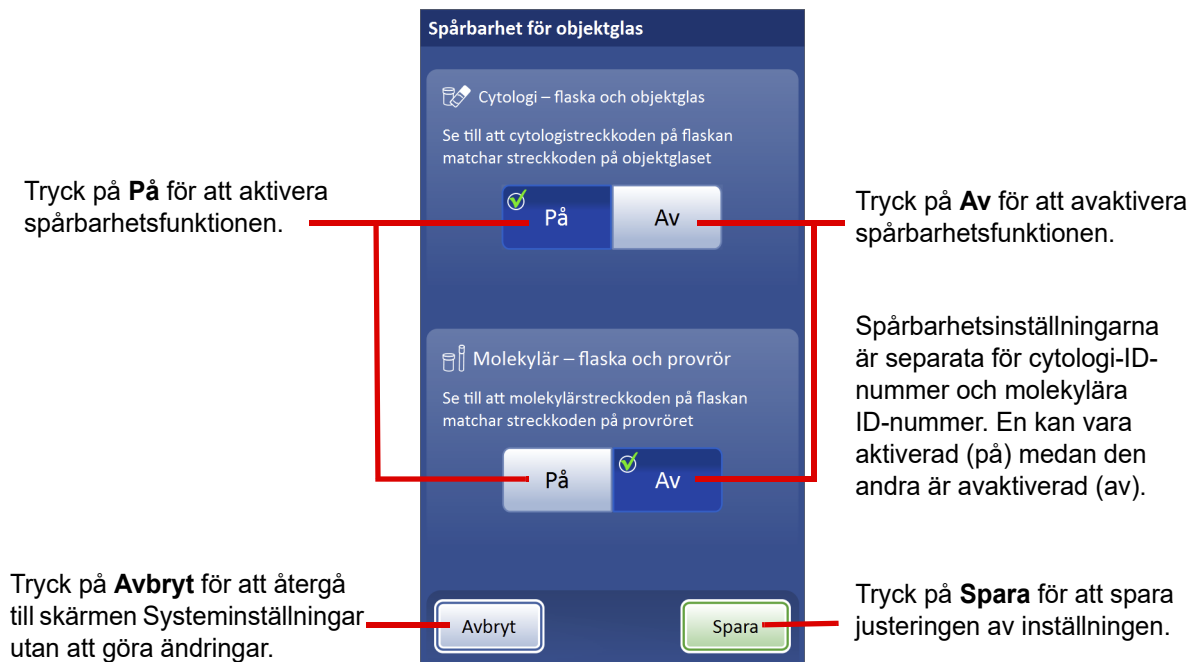 Spårbarhet för objektglas
Cytologi – flaska och objektglas
Se till att cytologistreckkoden på flaskan
matchar streckkoden på objektglaset
På
Av
Tryck på På för att aktivera
spårbarhetsfunktionen.
Tryck på Av för att avaktivera
spårbarhetsfunktionen.
Spårbarhetsinställningarna
är separata för cytologi-ID-
nummer och molekylära
ID-nummer. En kan vara
aktiverad (på) medan den
andra är avaktiverad (av).
Molekylär – flaska och provrör
Se till att molekylärstreckkoden på flaskan
matchar streckkoden på provröret
På
Av
Tryck på Avbryt för att återgå
till skärmen Systeminställningar
utan att göra ändringar.
Avbryt
Spara
Tryck på Spara för att spara
justeringen av inställningen.